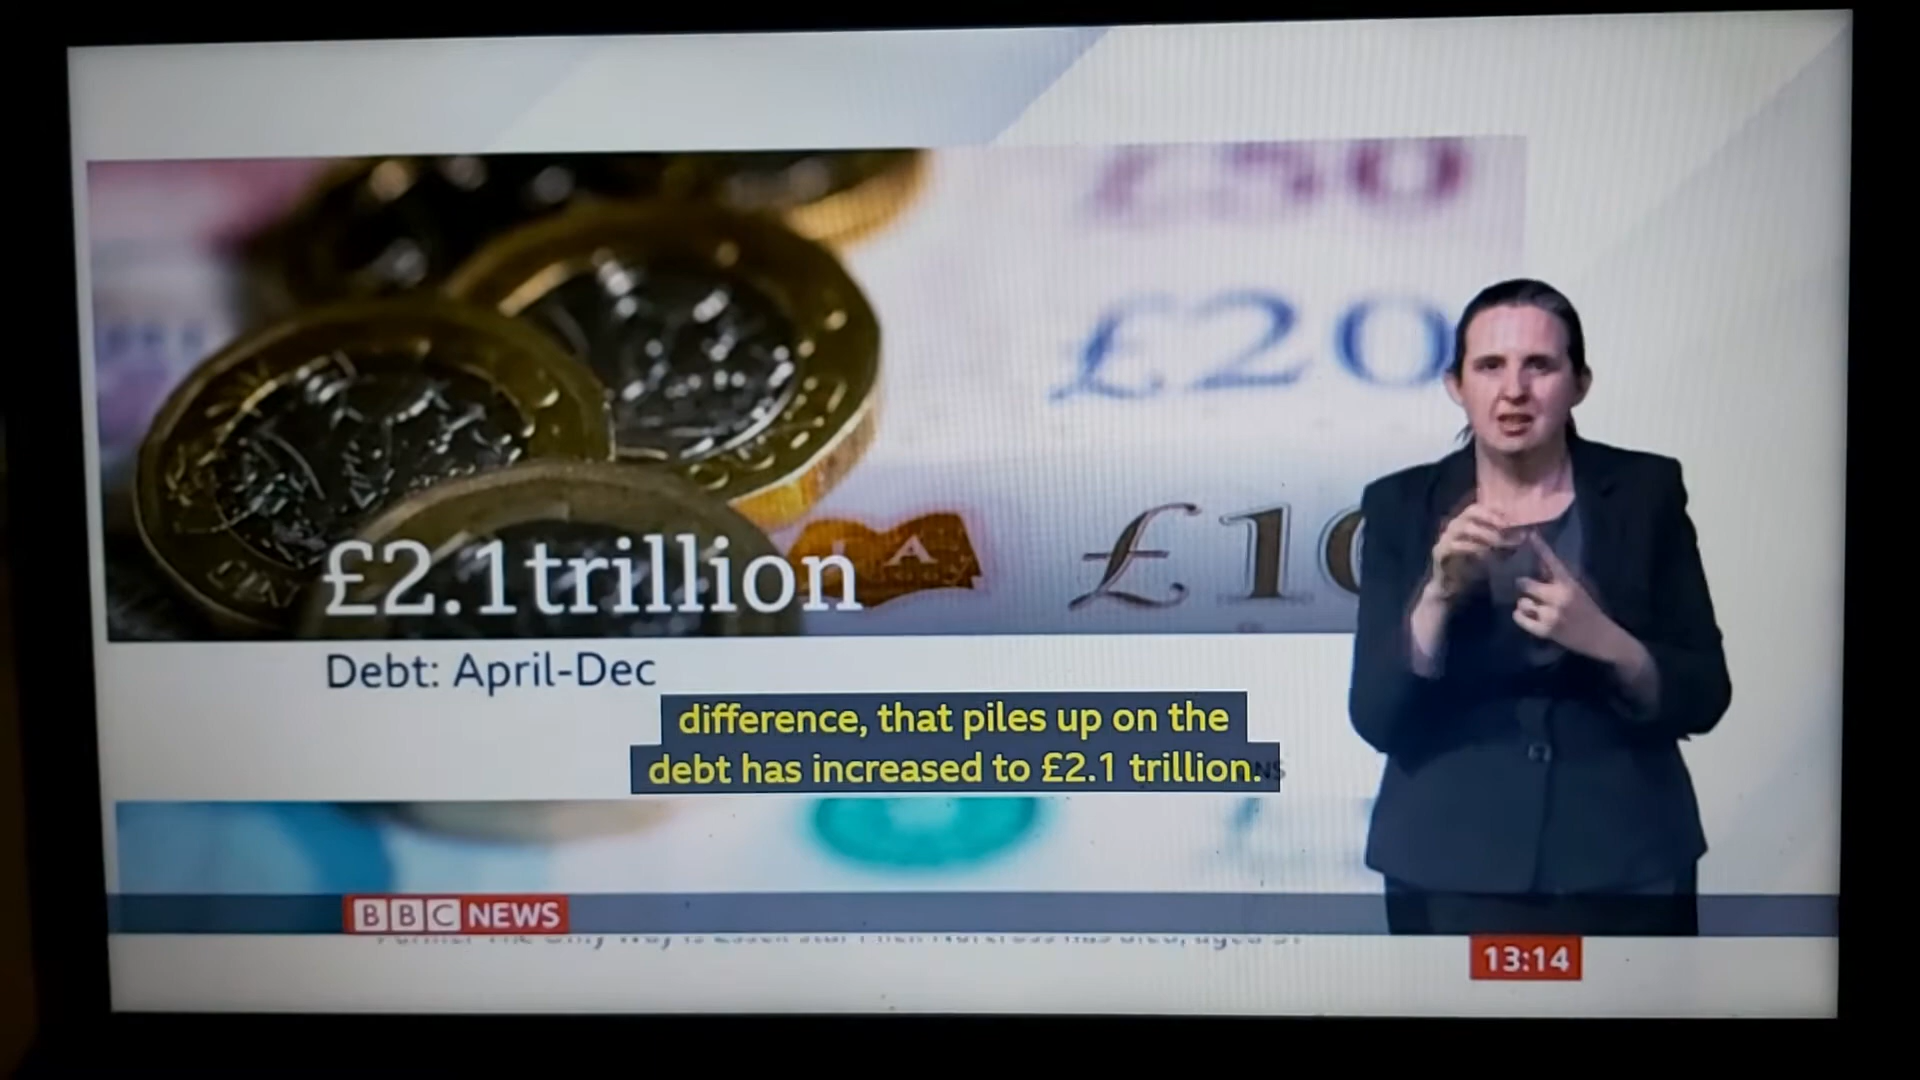 £50
£20
£10
A
£2.1trillion
Debt: April-Dec
difference, that piles up on the
debt has increased to £2.1 trillion.
BBC NEWS
13:14